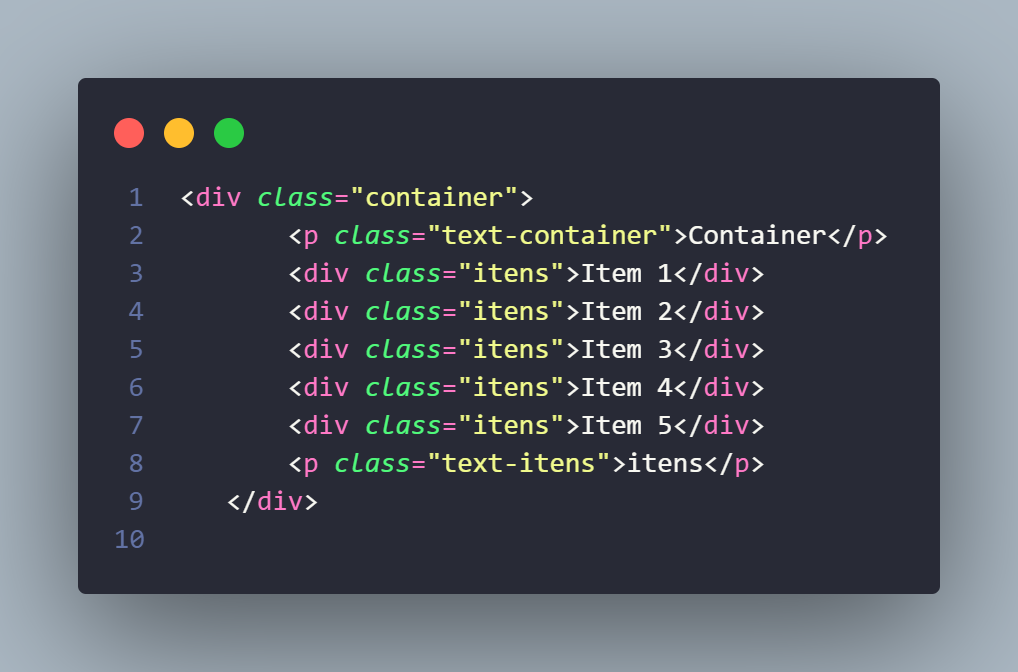 1 <div class="container">
2 <p class="text-container">Container</p>
3 <div class="itens">Item 1</div>
4 <div class="itens">Item 2</div>
5 <div class="itens">Item 3</div>
6 <div class="itens">Item 4</div>
7 <div class="itens">Item 5</div>
8 <p class="text-itens">itens</p>
9 </div>
10